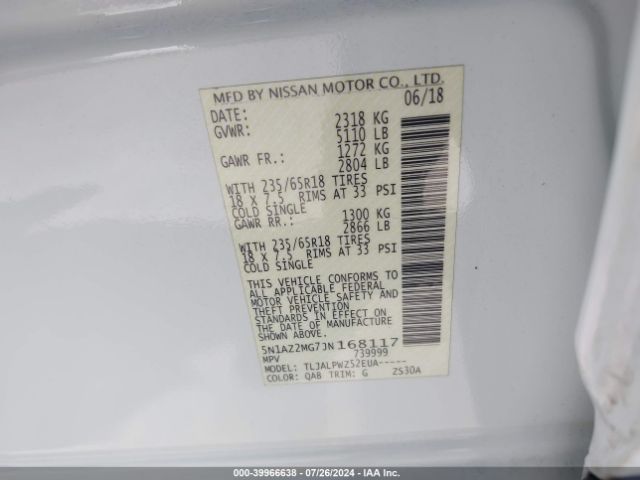 MFD BY NISSAN MOTOR CO., LTD.
DATE: 06/18
GVWR: 2318 KG
5110 LB
GAWR FR.: 1272 KG
2804 LB
WITH 235/65R18 TIRES
18 X 7.5 RIMS AT 33 PSI
COLD SINGLE
GAWR RR.: 1300 KG
2866 LB
WITH 235/65R18 TIRES
18 X 7.5 RIMS AT 33 PSI
COLD SINGLE
THIS VEHICLE CONFORMS TO
ALL APPLICABLE FEDERAL
MOTOR VEHICLE SAFETY AND
THEFT PREVENTION
STANDARDS IN EFFECT ON
THE DATE OF MANUFACTURE
SHOWN ABOVE.
5N1AZ2MG7JN168117
MPV 739999
MODEL: TLJALPWZ52EUA-----
COLOR: QAB TRIM: G ZS30A
000-39966638 - 07/26/2024 - IAA Inc.